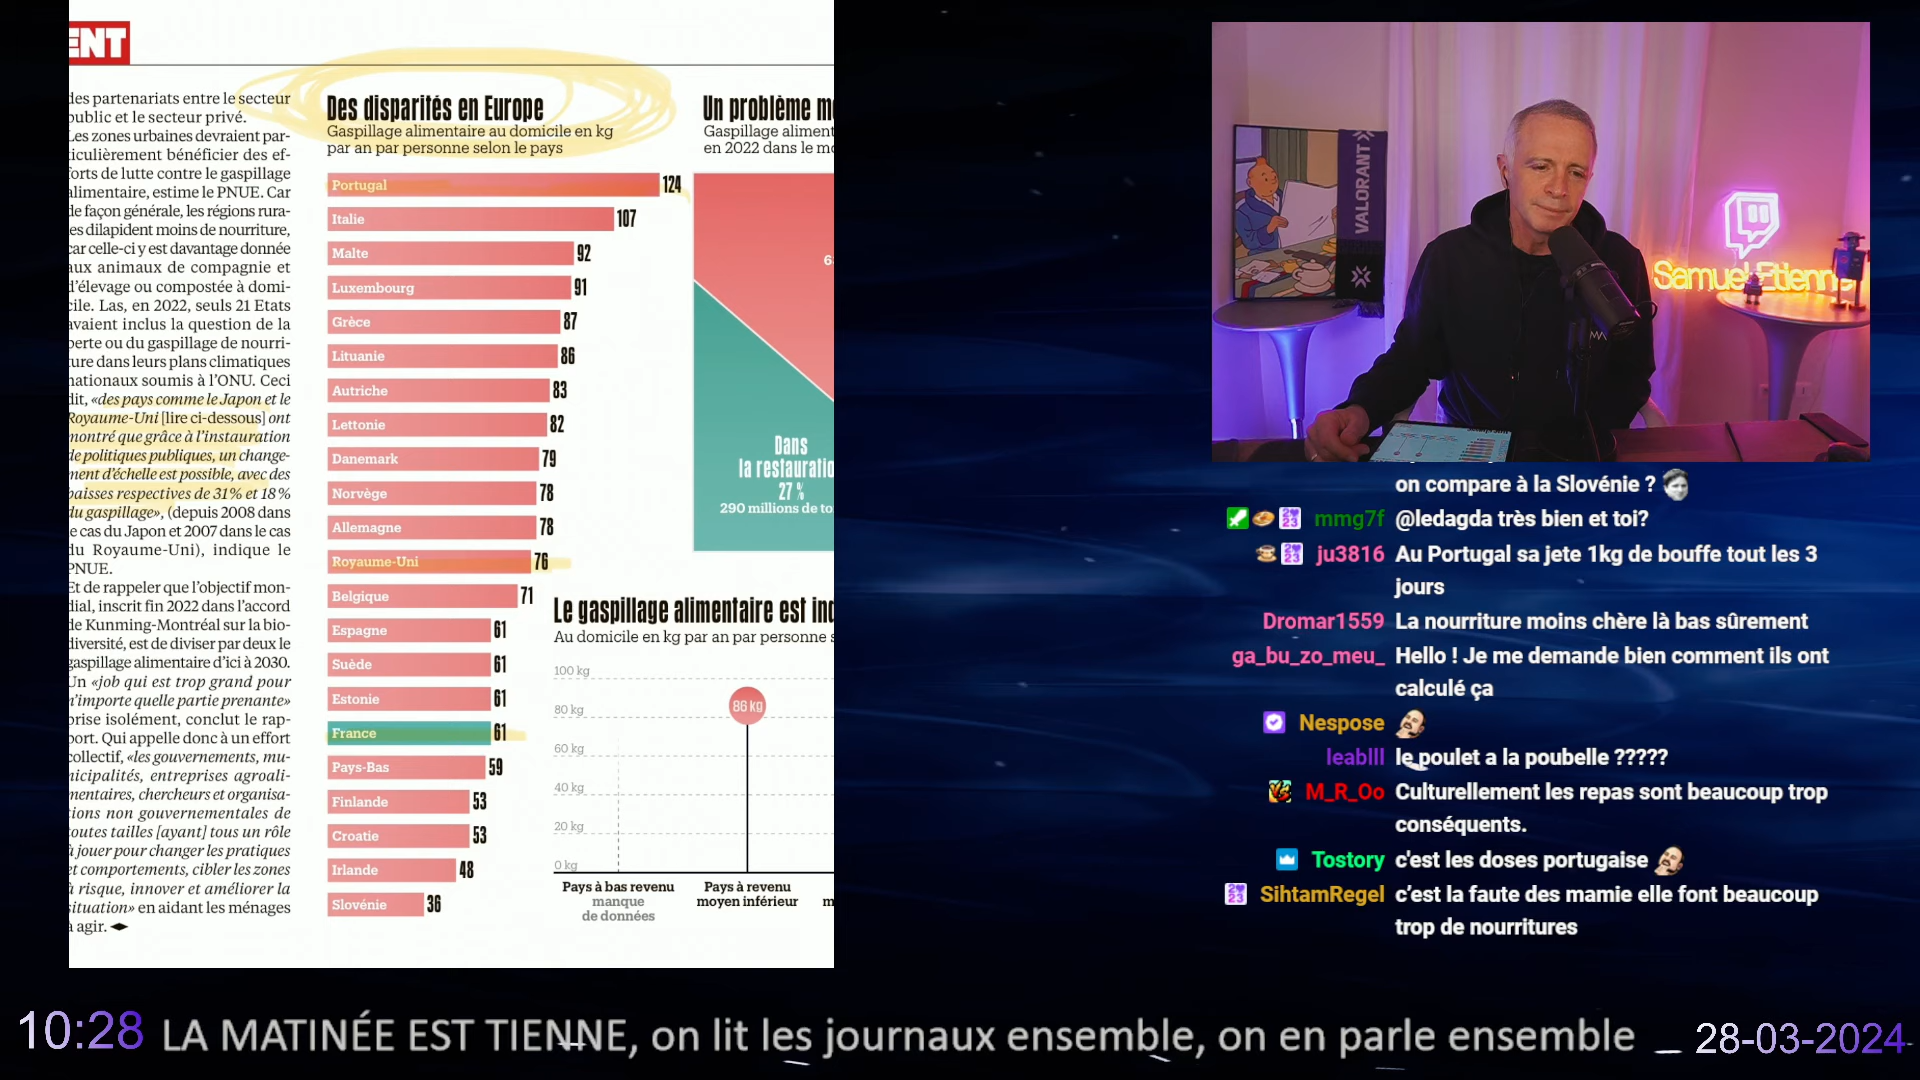 ENT
des partenariats entre le secteur
public et le secteur privé.
Les zones urbaines devraient par-
ticulièrement bénéficier des ef-
forts de lutte contre le gaspillage
alimentaire, estime le PNUE. Car
de façon générale, les régions rura-
les dilapident moins de nourriture,
car celle-ci y est davantage donnée
aux animaux de compagnie et
d'élevage ou compostée à domi-
cile. Las, en 2022, seuls 21 Etats
avaient inclus la question de la
perte ou du gaspillage de nourri-
ture dans leurs plans climatiques
nationaux soumis à l'ONU. Ceci
dit, «des pays comme le Japon et le
Royaume-Uni [lire ci-dessous] ont
montré que grâce à l'instauration
de politiques publiques, un change-
ment d'échelle est possible, avec des
baisses respectives de 31% et 18%
du gaspillage», (depuis 2008 dans
le cas du Japon et 2007 dans le cas
du Royaume-Uni), indique le
PNUE.
Et de rappeler que l'objectif mon-
dial, inscrit fin 2022 dans l'accord
de Kunming-Montréal sur la bio-
diversité, est de diviser par deux le
gaspillage alimentaire d'ici à 2030.
Un «job qui est trop grand pour
n'importe quelle partie prenante»
prise isolément, conclut le rap-
port. Qui appelle donc à un effort
collectif, «les gouvernements, mu-
nicipalités, entreprises agroali-
mentaires, chercheurs et organisa-
tions non gouvernementales de
toutes tailles [ayant] tous un rôle
à jouer pour changer les pratiques
et comportements, cibler les zones
à risque, innover et améliorer la
situation» en aidant les ménages
à agir.
Des disparités en Europe
Gaspillage alimentaire au domicile en kg
par an par personne selon le pays
Portugal 124
Italie 107
Malte 92
Luxembourg 91
Grèce 87
Lituanie 86
Autriche 83
Lettonie 82
Danemark 79
Norvège 78
Allemagne 78
Royaume-Uni 76
Belgique 71
Espagne 61
Suède 61
Estonie 61
France 61
Pays-Bas 59
Finlande 53
Croatie 53
Irlande 48
Slovénie 36
Un problème m
Gaspillage aliment
en 2022 dans le m
6
Dans
la restauratio
27 %
290 millions de to
Le gaspillage alimentaire est in
Au domicile en kg par an par personne s
100 kg
80 kg
60 kg
40 kg
20 kg
0 kg
86 kg
Pays à bas revenu
manque
de données
Pays à revenu
moyen inférieur
m
VALORANT
Samuel Etienne
on compare à la Slovénie ?
mmg7f @ledagda très bien et toi?
ju3816 Au Portugal sa jete 1kg de bouffe tout les 3
jours
Dromar1559 La nourriture moins chère là bas sûrement
ga_bu_zo_meu_ Hello ! Je me demande bien comment ils ont
calculé ça
Nespose
leablll le poulet a la poubelle ?????
M_R_Oo Culturellement les repas sont beaucoup trop
conséquents.
Tostory c'est les doses portugaise
SihtamRegel c'est la faute des mamie elle font beaucoup
trop de nourritures
10:28 LA MATINÉE EST TIENNE, on lit les journaux ensemble, on en parle ensemble _ 28-03-2024